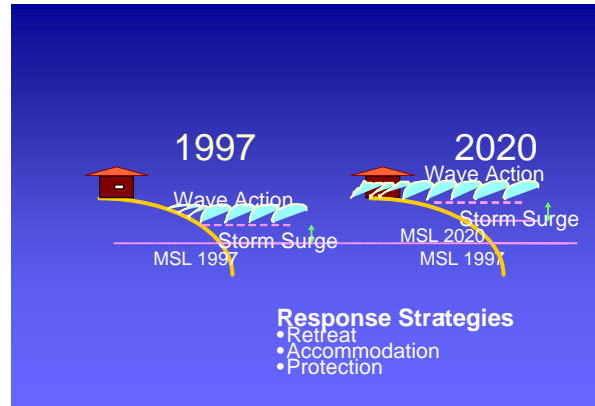 1997
2020
Wave Action
Wave Action
Storm Surge
Storm Surge
MSL 2020
MSL 1997
MSL 1997
Response Strategies
•Retreat
•Accommodation
•Protection